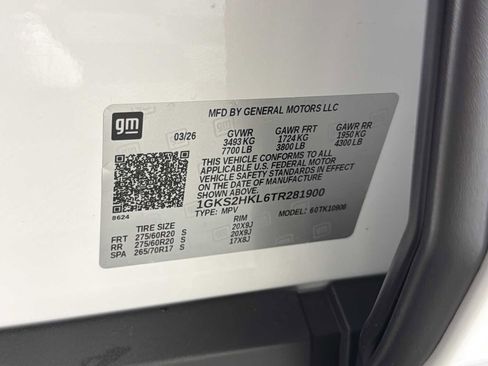 gm
MFD BY GENERAL MOTORS LLC
03/26 GVWR GAWR FRT GAWR RR
3493 KG 1724 KG 1950 KG
7700 LB 3800 LB 4300 LB
THIS VEHICLE CONFORMS TO ALL
APPLICABLE U.S. FEDERAL MOTOR
VEHICLE SAFETY STANDARDS IN EFFECT
ON THE DATE OF MANUFACTURE
SHOWN ABOVE.
1GKS2HKL6TR281900
8624 TYPE: MPV MODEL: 60TK10906
TIRE SIZE RIM
FRT 275/60R20 S 20X9J
RR 275/60R20 S 20X9J
SPA 265/70R17 S 17X8J